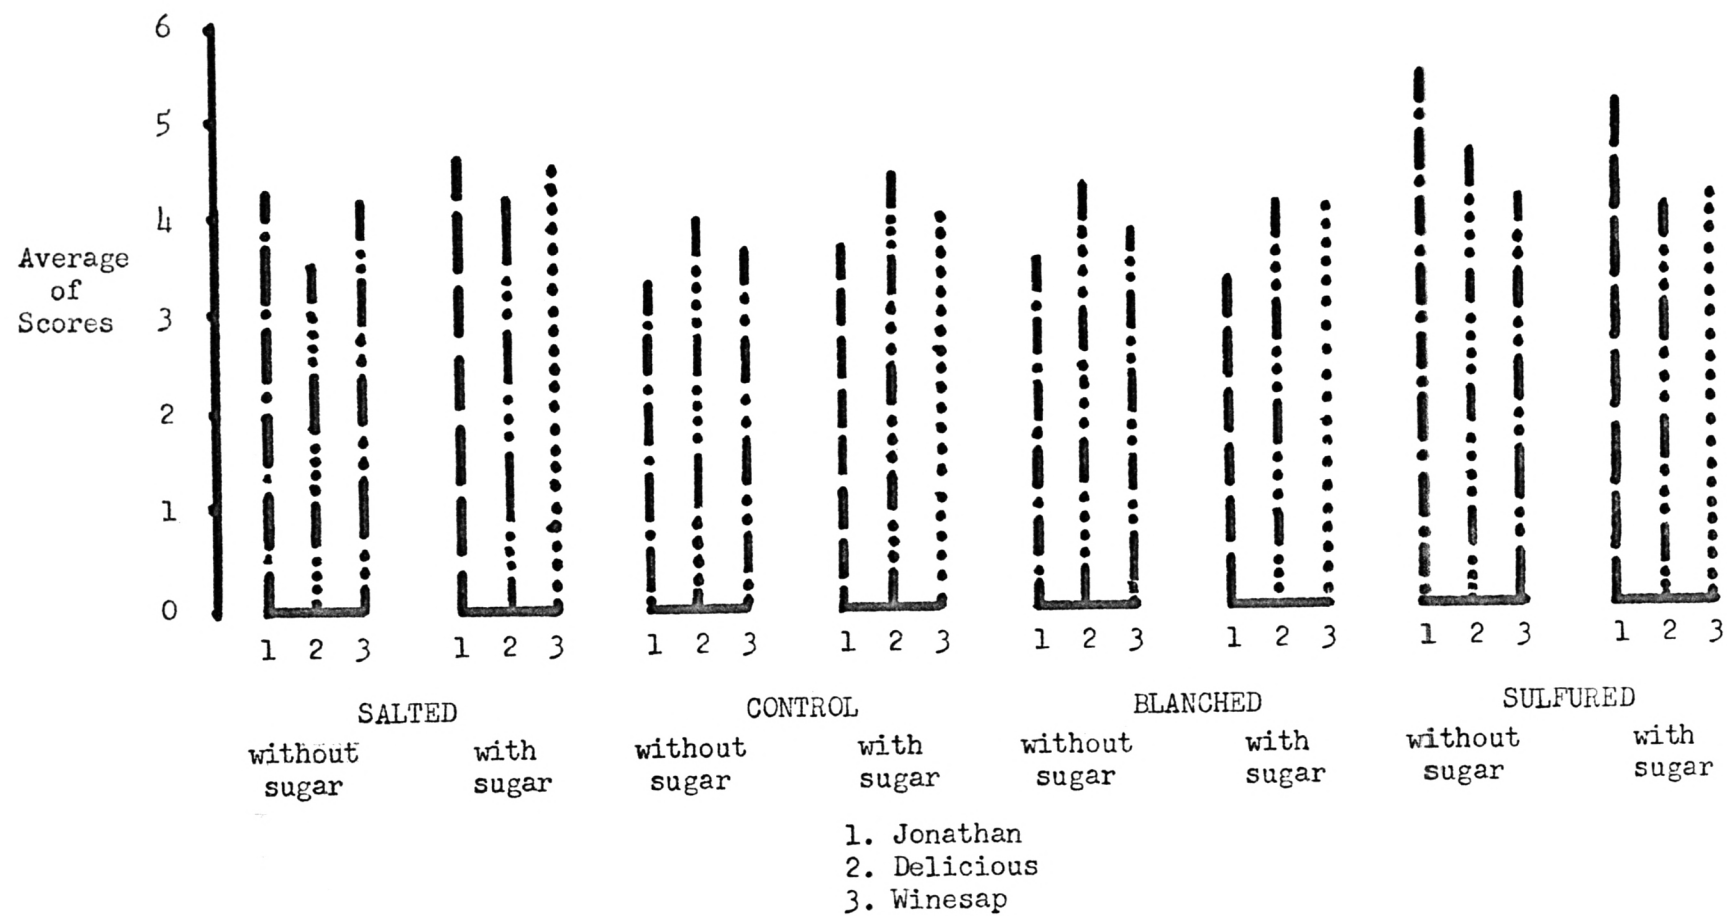 6
5
4
3
2
1
0
Average
of
Scores
1 2 3 1 2 3 1 2 3 1 2 3 1 2 3 1 2 3 1 2 3 1 2 3
SALTED CONTROL BLANCHED SULFURED
without with without with without with without with
sugar sugar sugar sugar sugar sugar sugar sugar
1. Jonathan
2. Delicious
3. Winesap